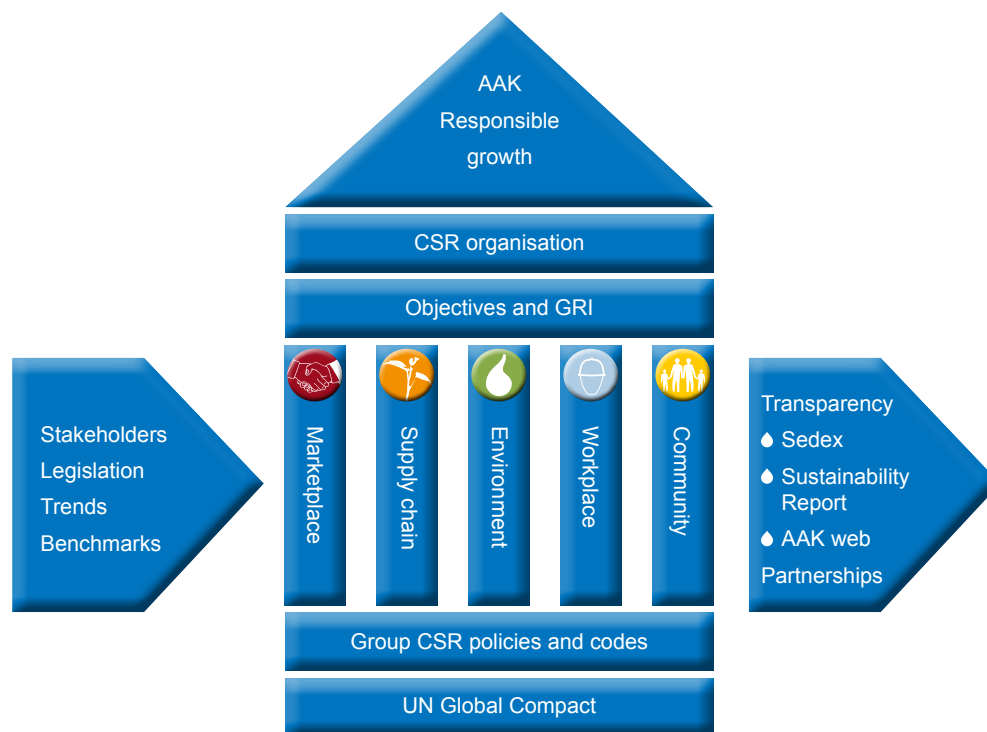 AAK
Responsible
growth
CSR organisation
Objectives and GRI
Stakeholders
Legislation
Trends
Benchmarks
Marketplace
Supply chain
Environment
Workplace
Community
Transparency
Sedex
Sustainability
Report
AAK web
Partnerships
Group CSR policies and codes
UN Global Compact